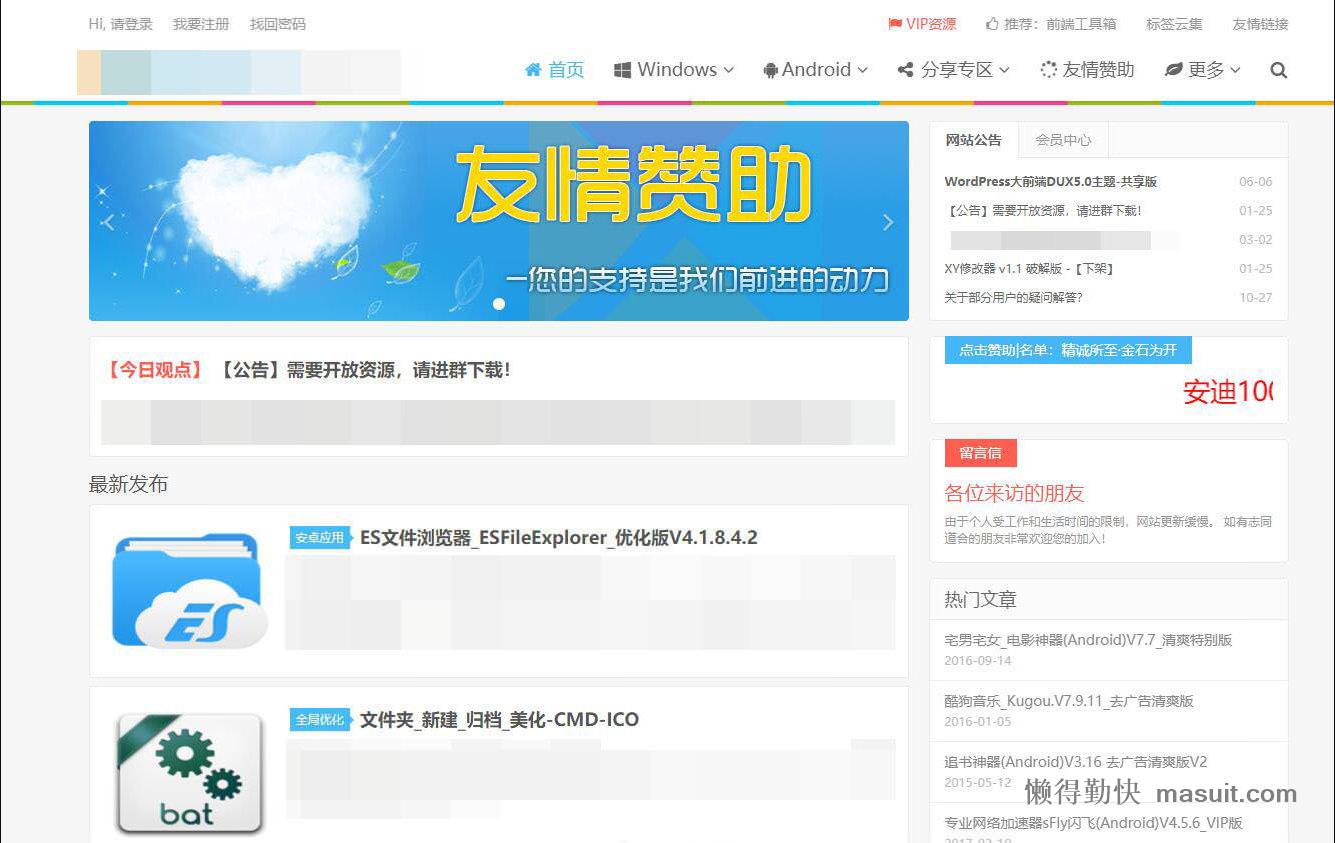 Hi, 请登录 我要注册 找回密码
VIP资源 推荐：前端工具箱 标签云集 友情链接
首页 Windows Android 分享专区 友情赞助 更多
友情赞助
一您的支持是我们前进的动力
【今日观点】 【公告】需要开放资源，请进群下载！
最新发布
安卓应用 ES文件浏览器_ESFileExplorer_优化版V4.1.8.4.2
ES
全局优化 文件夹_新建_归档_美化-CMD-ICO
bat
网站公告 会员中心
WordPress大前端DUX5.0主题-共享版 06-06
【公告】需要开放资源，请进群下载！ 01-25
03-02
XY修改器 v1.1 破解版 -【下架】 01-25
关于部分用户的疑问解答？ 10-27
点击赞助|名单：精诚所至·金石为开
安迪100
留言信
各位来访的朋友
由于个人受工作和生活时间的限制，网站更新缓慢。 如有志同
道合的朋友非常欢迎您的加入！
热门文章
宅男宅女_电影神器(Android)V7.7_清爽特别版
2016-09-14
酷狗音乐_Kugou.V7.9.11_去广告清爽版
2016-01-05
追书神器(Android)V3.16 去广告清爽版V2
2015-05-12
懒得勤快 masuit.com
专业网络加速器sFly闪飞(Android)V4.5.6_VIP版